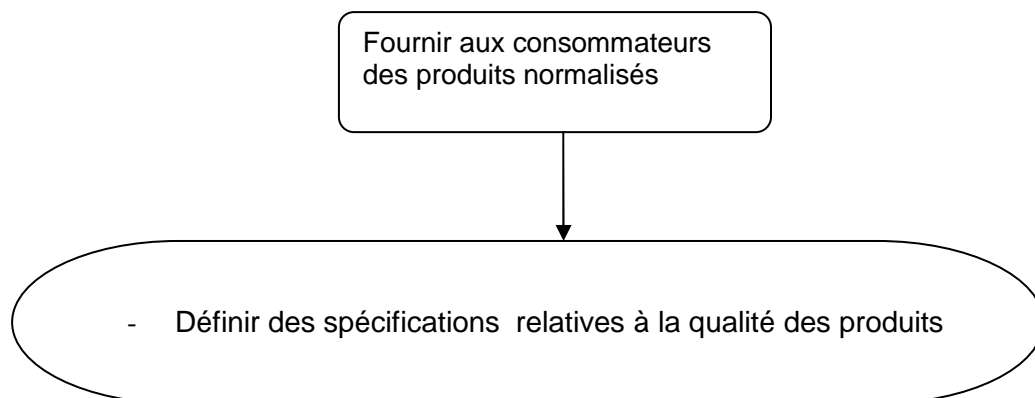 Fournir aux consommateurs
des produits normalisés
- Définir des spécifications relatives à la qualité des produits